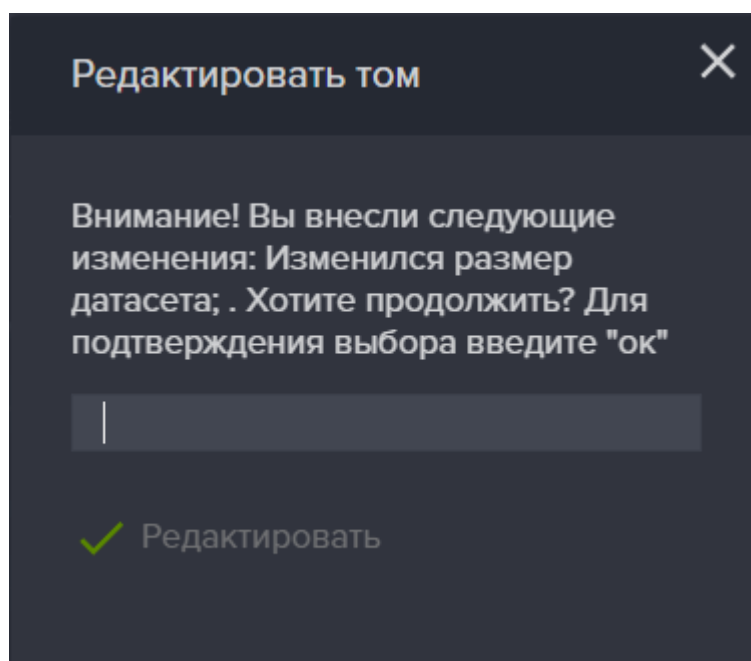 Редактировать том
Внимание! Вы внесли следующие
изменения: Изменился размер
датасета; . Хотите продолжить? Для
подтверждения выбора введите "ок"
Редактировать